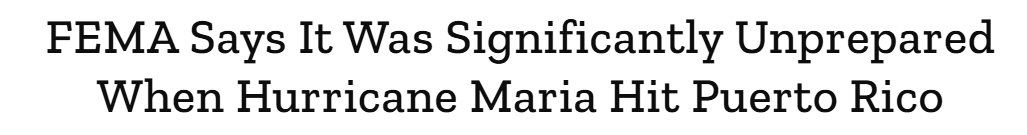 FEMA Says It Was Significantly Unprepared
When Hurricane Maria Hit Puerto Rico